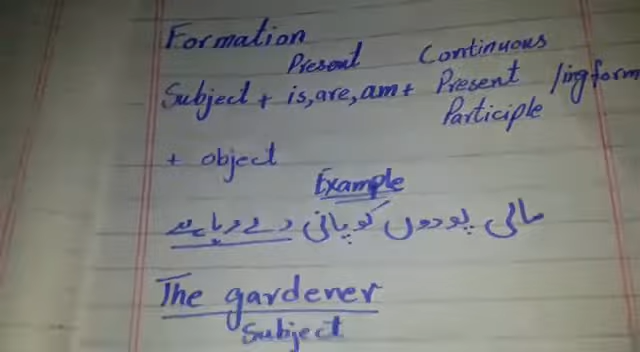 Formation
Present Continuous
Subject + is, are, am + Present /ing form
Participle
+ object
Example
مالی پودوں کو پانی دے رہا ہے
The gardener
Subject